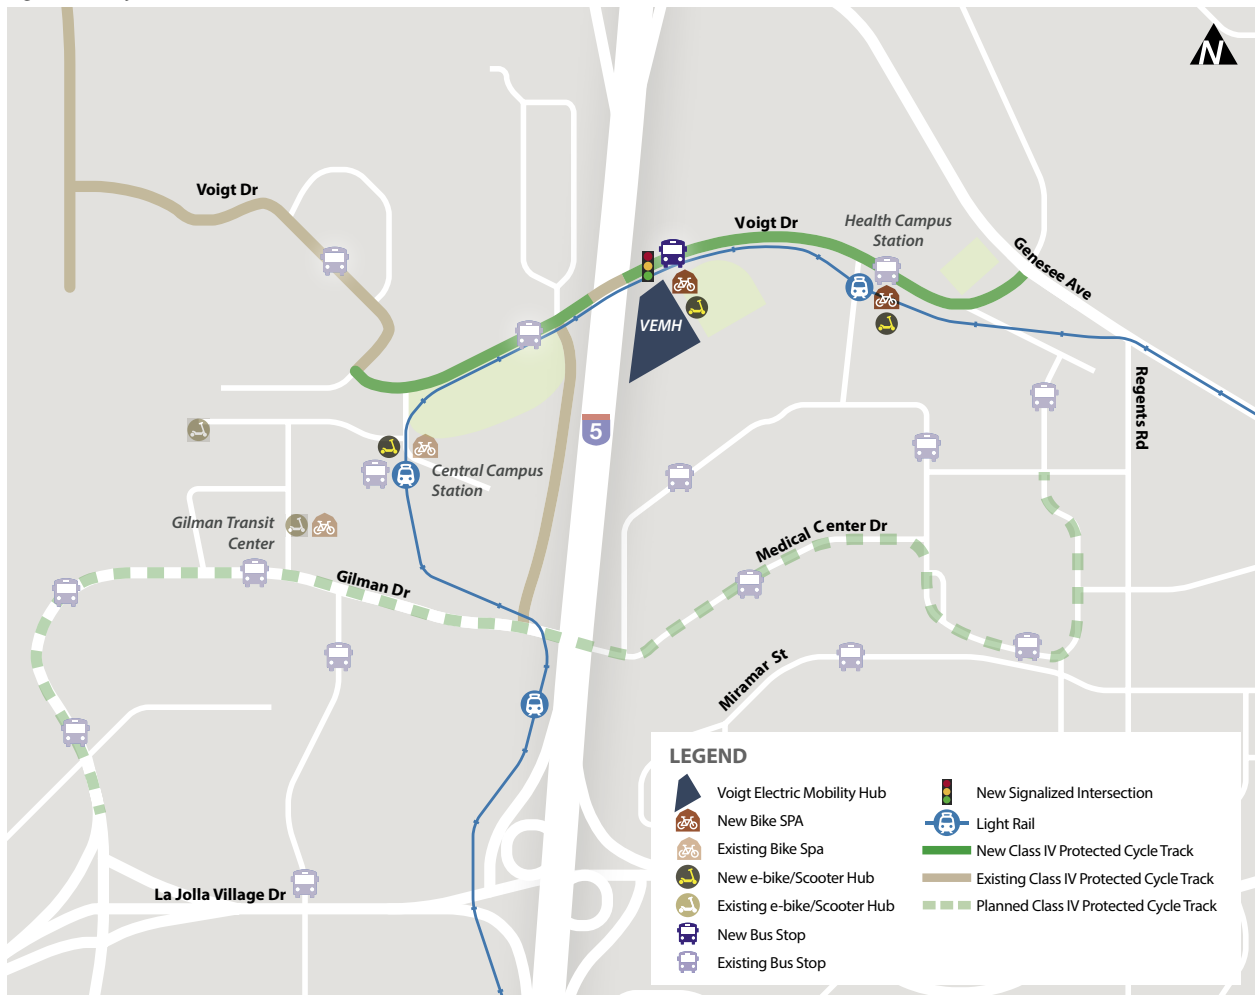 N
Voigt Dr
Voigt Dr
Health Campus
Station
Genesee Ave
VEMH
Regents Rd
5
Central Campus
Station
Gilman Transit
Center
Medical Center Dr
Gilman Dr
Miramar St
La Jolla Village Dr
LEGEND
Voigt Electric Mobility Hub
New Bike SPA
Existing Bike Spa
New e-bike/Scooter Hub
Existing e-bike/Scooter Hub
New Bus Stop
Existing Bus Stop
New Signalized Intersection
Light Rail
New Class IV Protected Cycle Track
Existing Class IV Protected Cycle Track
Planned Class IV Protected Cycle Track